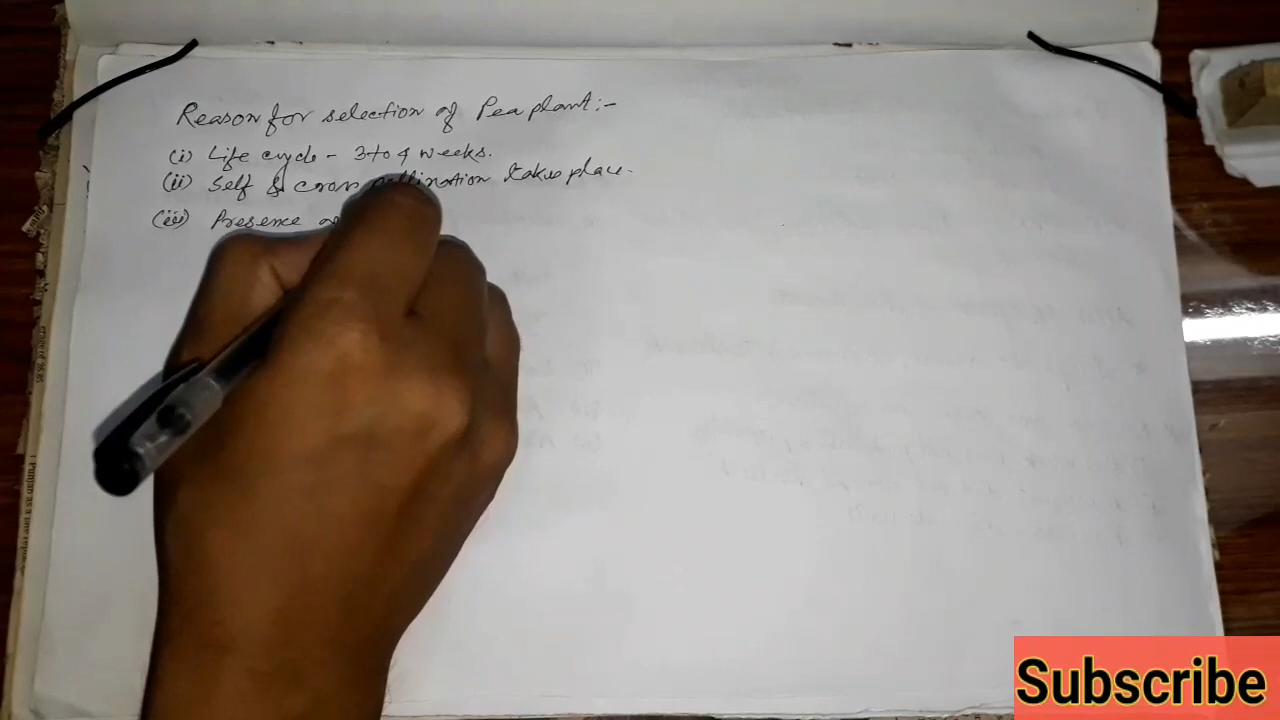 Reason for selection of Pea plant:-
(i) Life cycle - 3 to 4 weeks.
(ii) Self & cross pollination takes place.
(iii) Presence
Subscribe